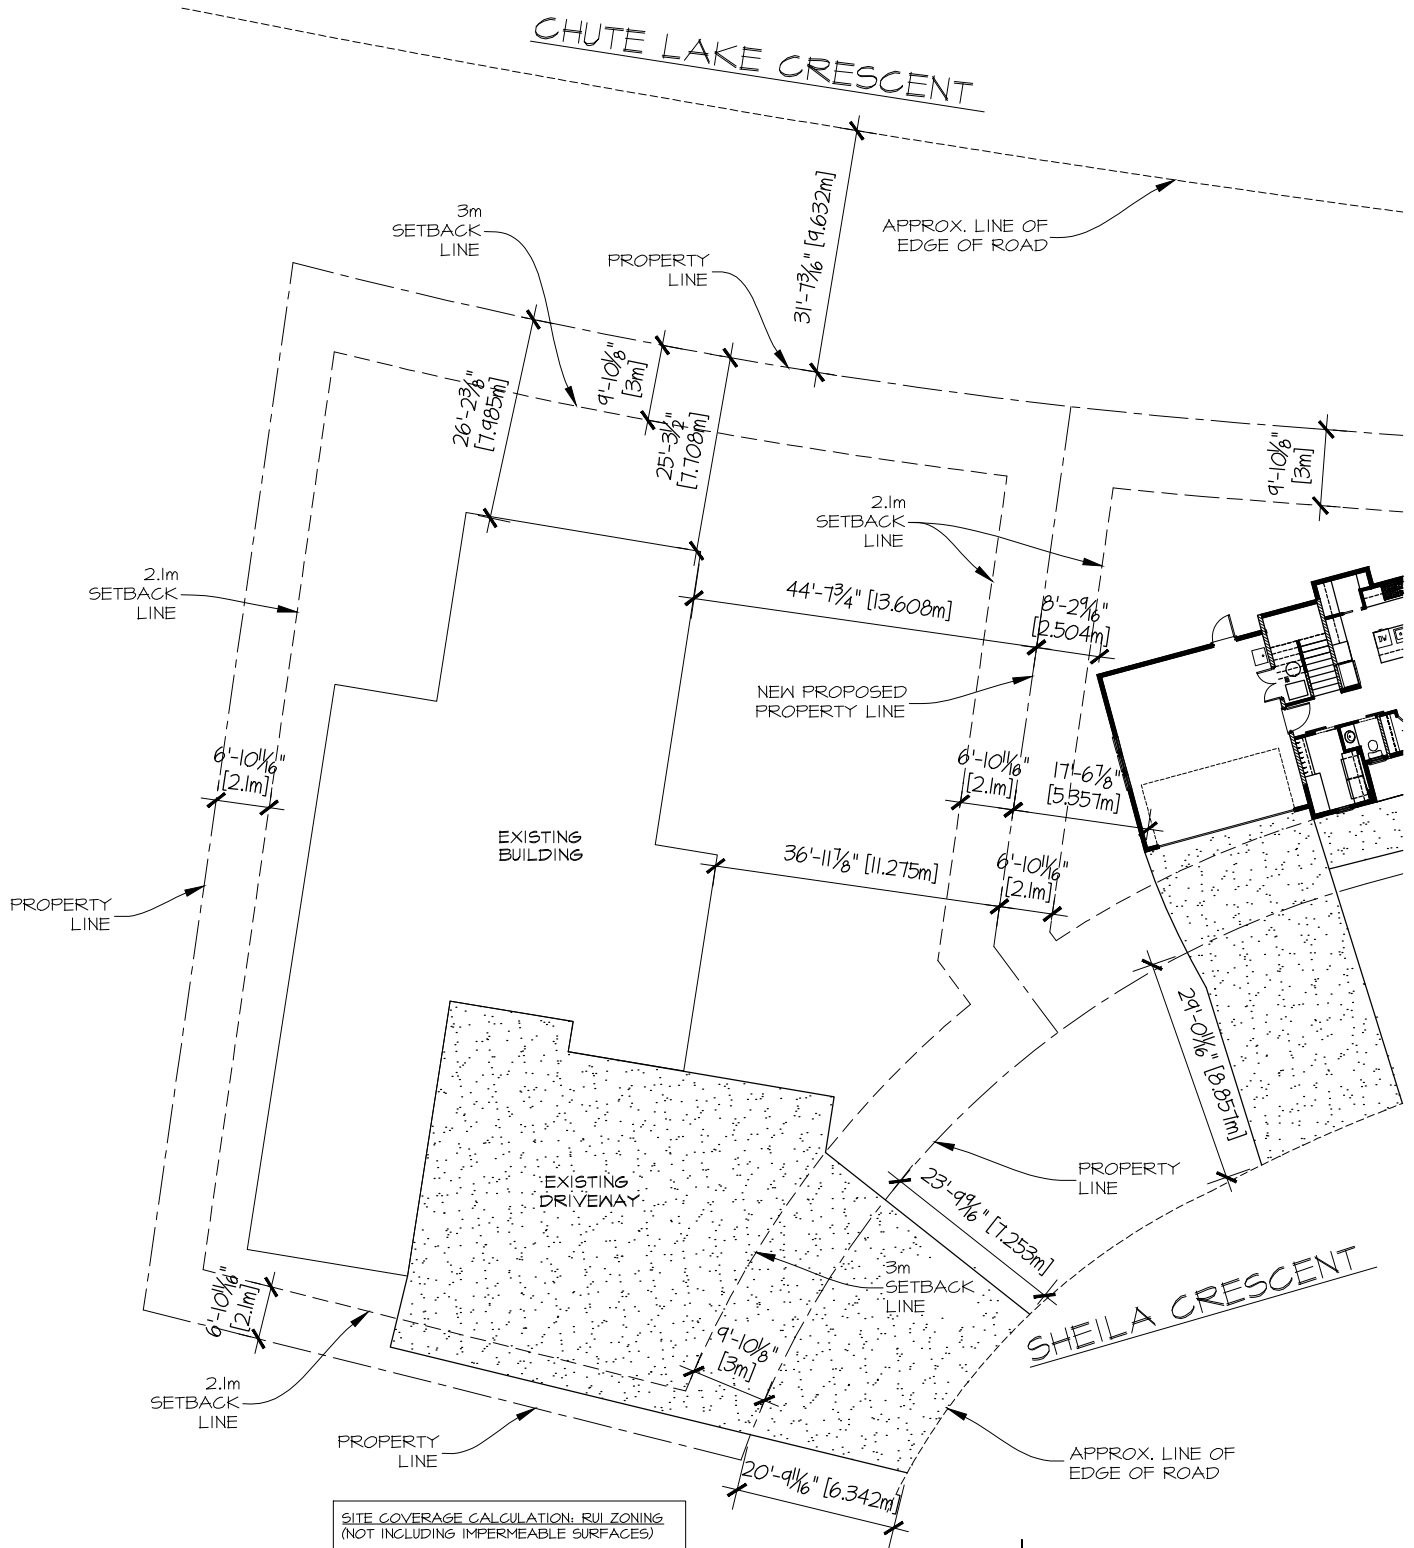 CHUTE LAKE CRESCENT
3m
SETBACK
LINE
PROPERTY
LINE
31'-7 3/16" [9.632m]
APPROX. LINE OF
EDGE OF ROAD
26'-2 3/8"
[7.985m]
9'-10 1/8"
[3m]
25'-3 1/2"
[7.708m]
9'-10 1/8"
[3m]
2.1m
SETBACK
LINE
2.1m
SETBACK
LINE
44'-7 3/4" [13.608m]
8'-2 9/16"
[2.504m]
DW
NEW PROPOSED
PROPERTY LINE
6'-10 11/16"
[2.1m]
6'-10 11/16"
[2.1m]
17'-6 7/8"
[5.357m]
EXISTING
BUILDING
36'-11 7/8" [11.275m]
6'-10 11/16"
[2.1m]
PROPERTY
LINE
29'-0 11/16" [8.857m]
EXISTING
DRIVEWAY
23'-9 9/16" [7.253m]
PROPERTY
LINE
3m
SETBACK
LINE
SHEILA CRESCENT
6'-10 11/16"
[2.1m]
9'-10 1/8"
[3m]
2.1m
SETBACK
LINE
PROPERTY
LINE
APPROX. LINE OF
EDGE OF ROAD
20'-9 11/16" [6.342m]
SITE COVERAGE CALCULATION: RU1 ZONING
(NOT INCLUDING IMPERMEABLE SURFACES)